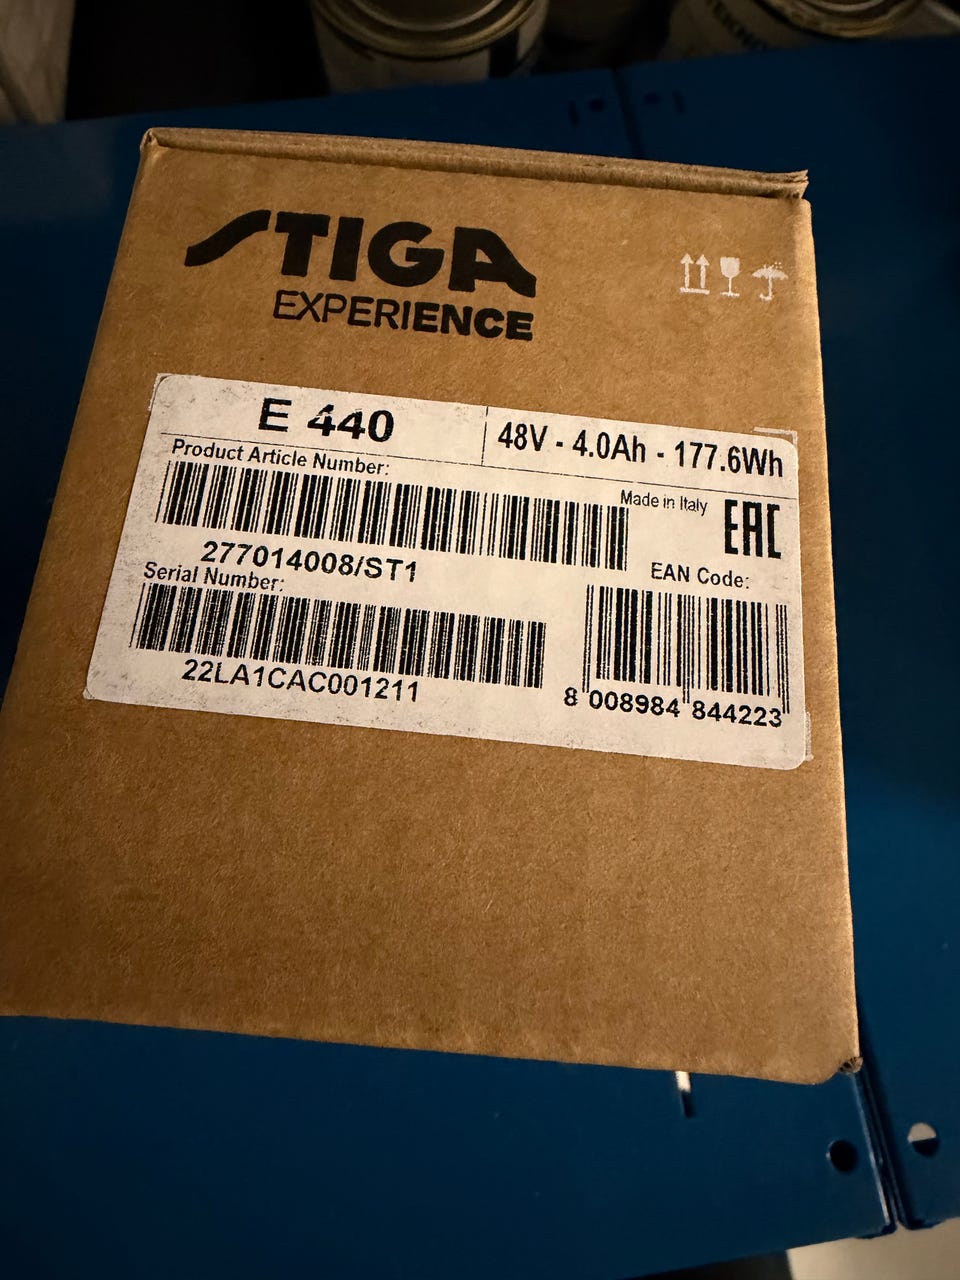 STIGA
EXPERIENCE
E 440
48V - 4.0Ah - 177.6Wh
Product Article Number:
Made in Italy
EAC
277014008/ST1
EAN Code:
Serial Number:
22LA1CAC001211
8 008984 844223